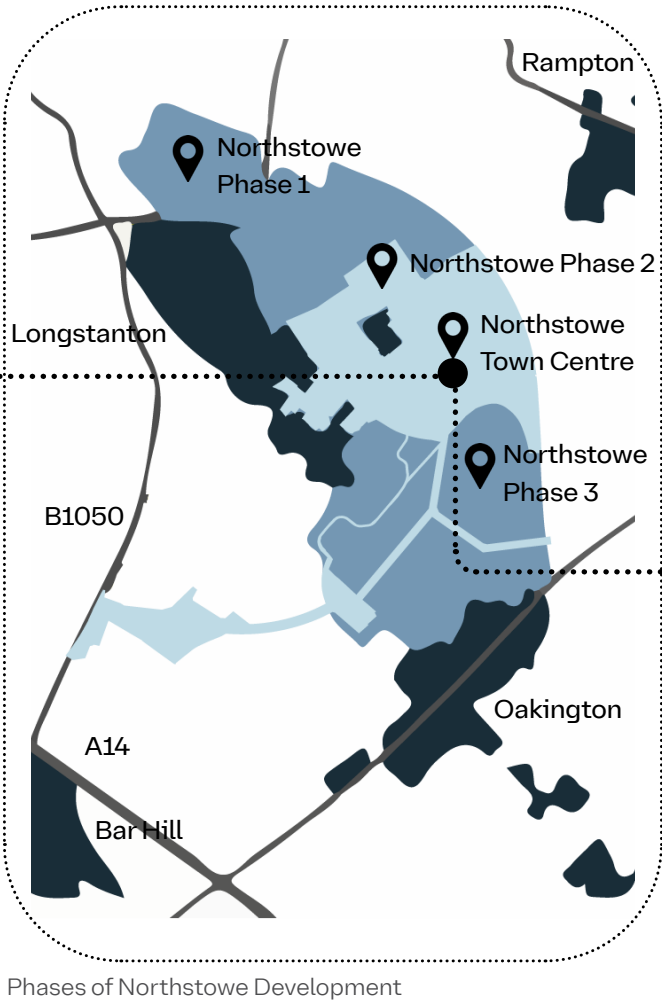 Rampton
Northstowe
Phase 1
Northstowe Phase 2
Northstowe
Town Centre
Longstanton
Northstowe
Phase 3
B1050
Oakington
A14
Bar Hill
Phases of Northstowe Development